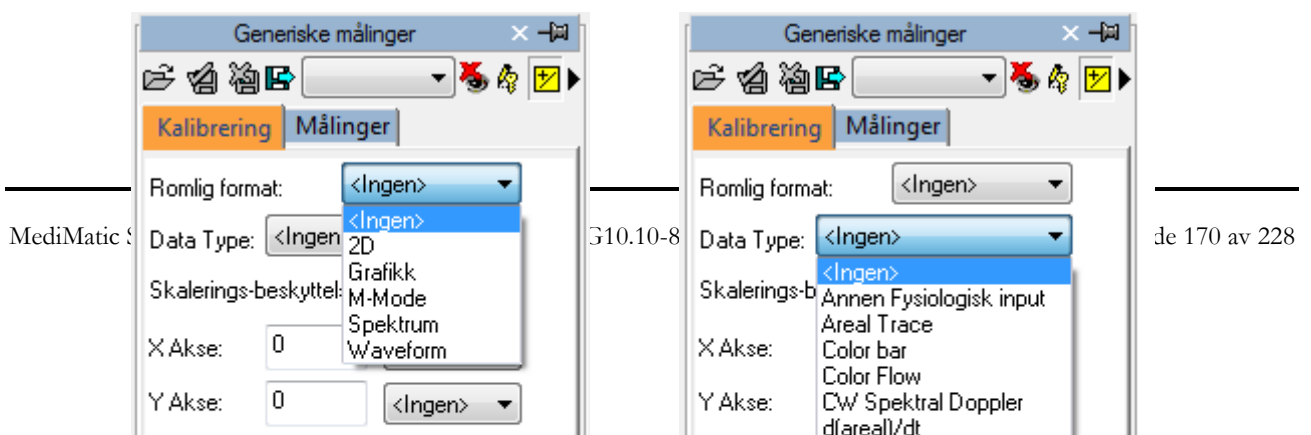 Generiske målinger
Kalibrering Målinger
Romlig format: <Ingen>
<Ingen>
2D
Grafikk
M-Mode
Spektrum
Waveform
Data Type: <Ingen
Skalerings-beskyttel
X Akse: 0
Y Akse: 0 <Ingen>
Generiske målinger
Kalibrering Målinger
Romlig format: <Ingen>
Data Type: <Ingen>
<Ingen>
Annen Fysiologisk input
Areal Trace
Color bar
Color Flow
CW Spektral Doppler
d(areal)/dt
Skalerings-b
X Akse:
Y Akse:
MediMatic G10.10-8 de 170 av 228